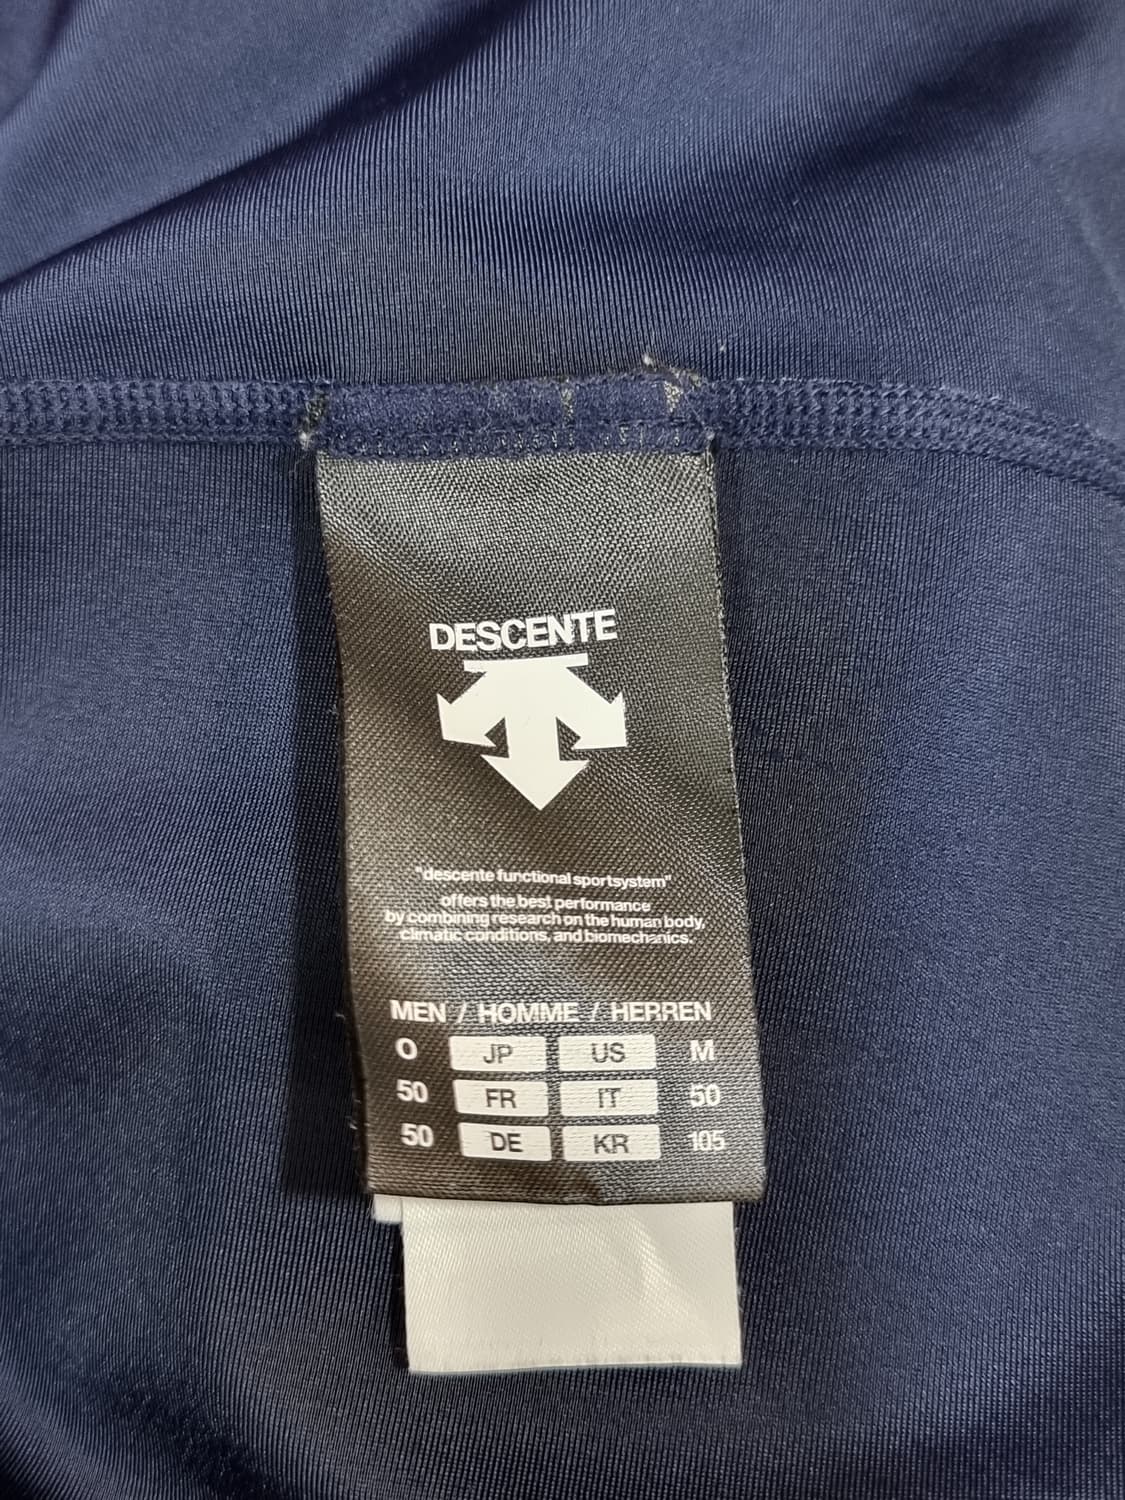 DESCENTE
"descente functional sportsystem"
offers the best performance
by combining research on the human body,
climatic conditions, and biomechanics.
MEN / HOMME / HERREN
O JP US M
50 FR IT 50
50 DE KR 105